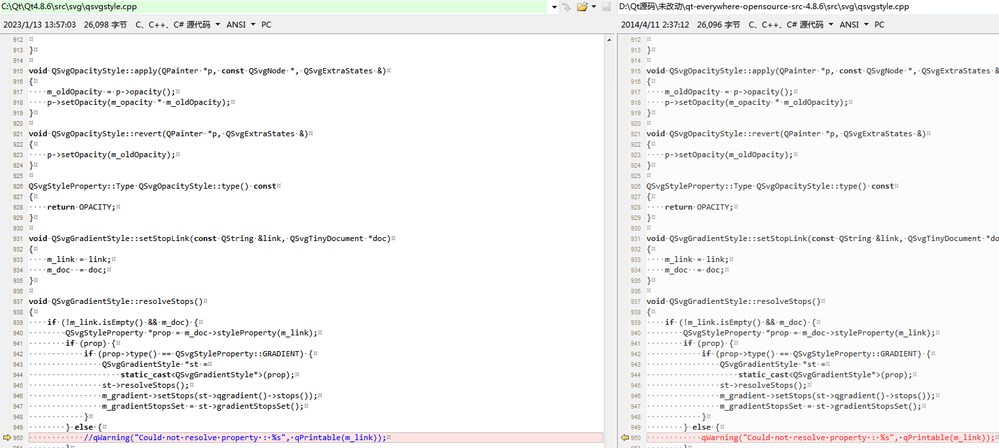 C:\Qt\Qt4.8.6\src\svg\qsvgstyle.cpp
2023/1/13 13:57:03 26,098 字节 C、C++、C# 源代码 ANSI PC
912
913 }
914
915 void QSvgOpacityStyle::apply(QPainter *p, const QSvgNode *, QSvgExtraStates &)
916 {
917     m_oldOpacity = p->opacity();
918     p->setOpacity(m_opacity * m_oldOpacity);
919 }
920
921 void QSvgOpacityStyle::revert(QPainter *p, QSvgExtraStates &)
922 {
923     p->setOpacity(m_oldOpacity);
924 }
925
926 QSvgStyleProperty::Type QSvgOpacityStyle::type() const
927 {
928     return OPACITY;
929 }
930
931 void QSvgGradientStyle::setStopLink(const QString &link, QSvgTinyDocument *doc)
932 {
933     m_link = link;
934     m_doc  = doc;
935 }
936
937 void QSvgGradientStyle::resolveStops()
938 {
939     if (!m_link.isEmpty() && m_doc) {
940         QSvgStyleProperty *prop = m_doc->styleProperty(m_link);
941         if (prop) {
942             if (prop->type() == QSvgStyleProperty::GRADIENT) {
943                 QSvgGradientStyle *st =
944                     static_cast<QSvgGradientStyle*>(prop);
945                 st->resolveStops();
946                 m_gradient->setStops(st->qgradient()->stops());
947                 m_gradientStopsSet = st->gradientStopsSet();
948             }
949         } else {
950             //qWarning("Could not resolve property : %s", qPrintable(m_link));
D:\Qt源码\未改动\qt-everywhere-opensource-src-4.8.6\src\svg\qsvgstyle.cpp
2014/4/11 2:37:12 26,096 字节 C、C++、C# 源代码 ANSI PC
912
913 }
914
915 void QSvgOpacityStyle::apply(QPainter *p, const QSvgNode *, QSvgExtraStates &
916 {
917     m_oldOpacity = p->opacity();
918     p->setOpacity(m_opacity * m_oldOpacity);
919 }
920
921 void QSvgOpacityStyle::revert(QPainter *p, QSvgExtraStates &)
922 {
923     p->setOpacity(m_oldOpacity);
924 }
925
926 QSvgStyleProperty::Type QSvgOpacityStyle::type() const
927 {
928     return OPACITY;
929 }
930
931 void QSvgGradientStyle::setStopLink(const QString &link, QSvgTinyDocument *do
932 {
933     m_link = link;
934     m_doc  = doc;
935 }
936
937 void QSvgGradientStyle::resolveStops()
938 {
939     if (!m_link.isEmpty() && m_doc) {
940         QSvgStyleProperty *prop = m_doc->styleProperty(m_link);
941         if (prop) {
942             if (prop->type() == QSvgStyleProperty::GRADIENT) {
943                 QSvgGradientStyle *st =
944                     static_cast<QSvgGradientStyle*>(prop);
945                 st->resolveStops();
946                 m_gradient->setStops(st->qgradient()->stops());
947                 m_gradientStopsSet = st->gradientStopsSet();
948             }
949         } else {
950             qWarning("Could not resolve property : %s", qPrintable(m_link));